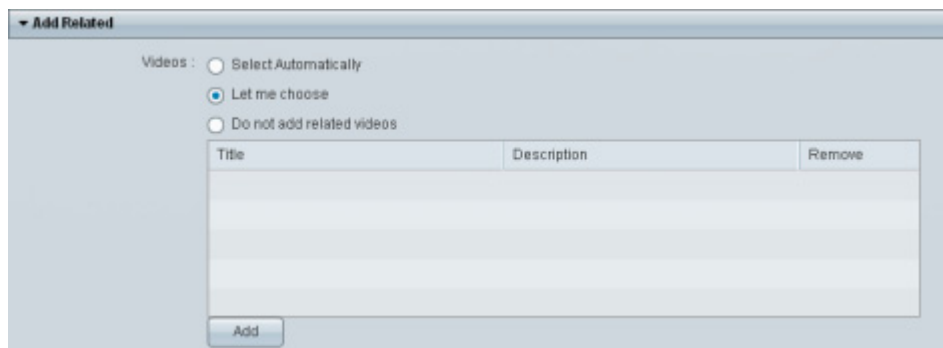 Add Related
Videos : Select Automatically
Let me choose
Do not add related videos
Title Description Remove
Add